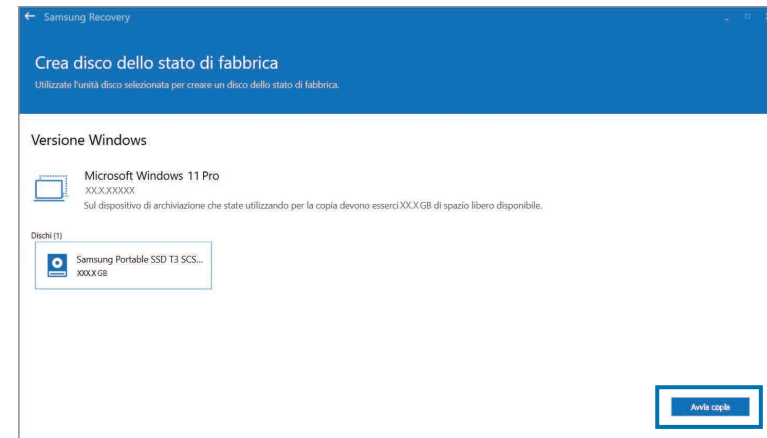 Samsung Recovery
Crea disco dello stato di fabbrica
Utilizzate l'unità disco selezionata per creare un disco dello stato di fabbrica.
Versione Windows
Microsoft Windows 11 Pro
XX.X.XXXXX
Sul dispositivo di archiviazione che state utilizzando per la copia devono esserci XX.X GB di spazio libero disponibile.
Dischi (1)
Samsung Portable SSD T3 SCS...
XXX.X GB
Avvia copia